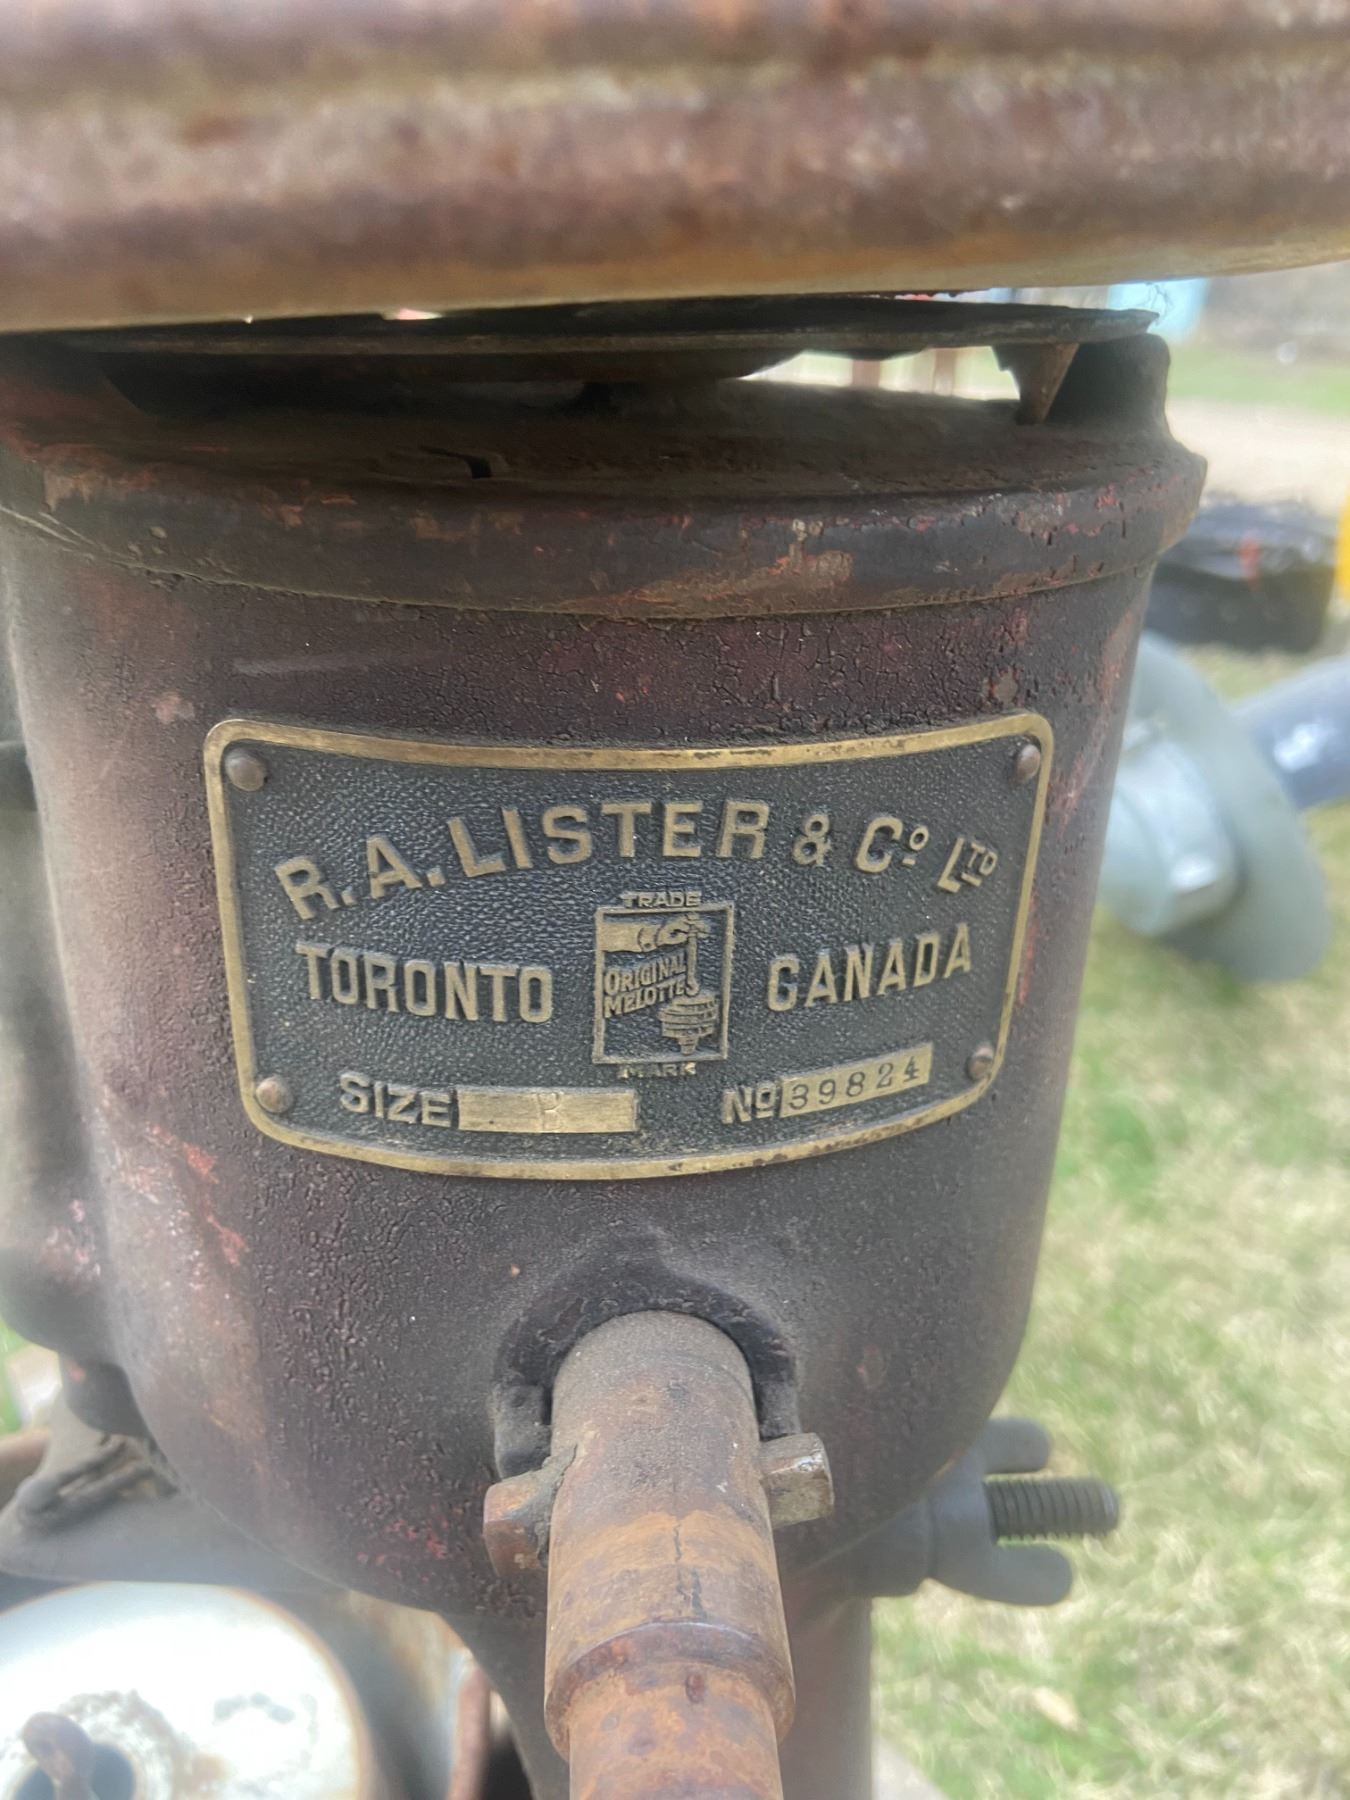 R. A. LISTER & Cº LTD
TORONTO CANADA
TRADE
ORIGINAL
MELOTTE
MARK
SIZE B Nº 39824